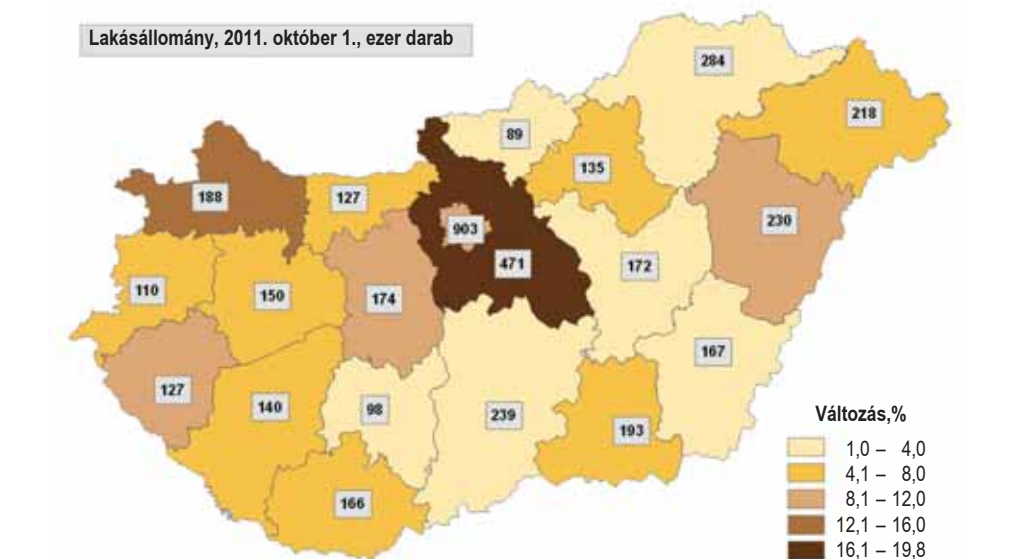 Lakásállomány, 2011. október 1., ezer darab
284
218
89
135
188
127
903
230
471
172
110
150
174
167
127
140
98
239
193
166
Változás,%
1,0 – 4,0
4,1 – 8,0
8,1 – 12,0
12,1 – 16,0
16,1 – 19,8